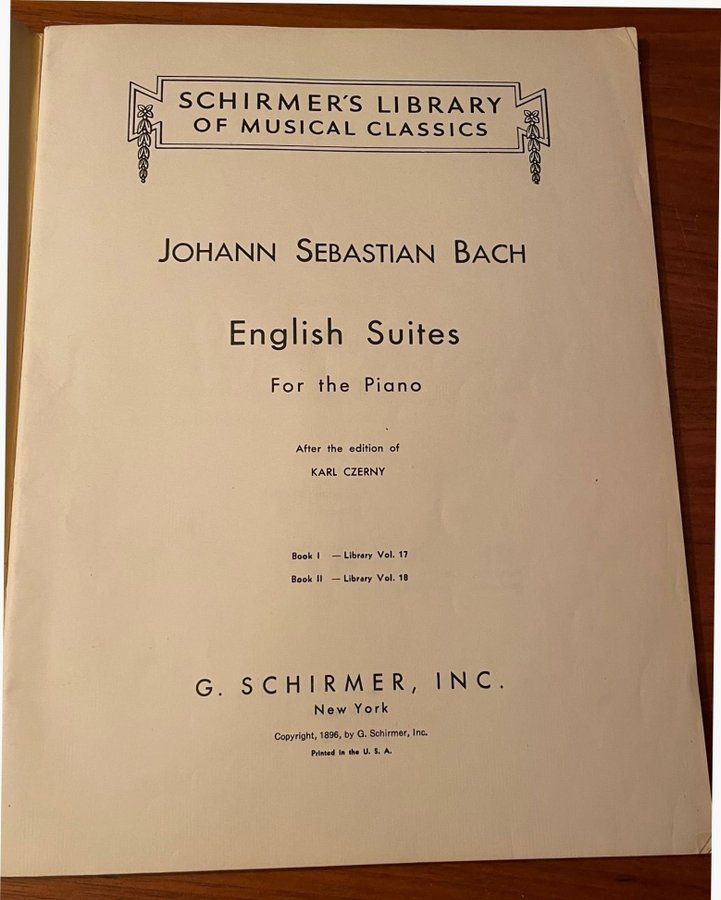 SCHIRMER'S LIBRARY
OF MUSICAL CLASSICS
JOHANN SEBASTIAN BACH
English Suites
For the Piano
After the edition of
KARL CZERNY
Book I — Library Vol. 17
Book II — Library Vol. 18
G. SCHIRMER, INC.
New York
Copyright, 1896, by G. Schirmer, Inc.
Printed in the U. S. A.